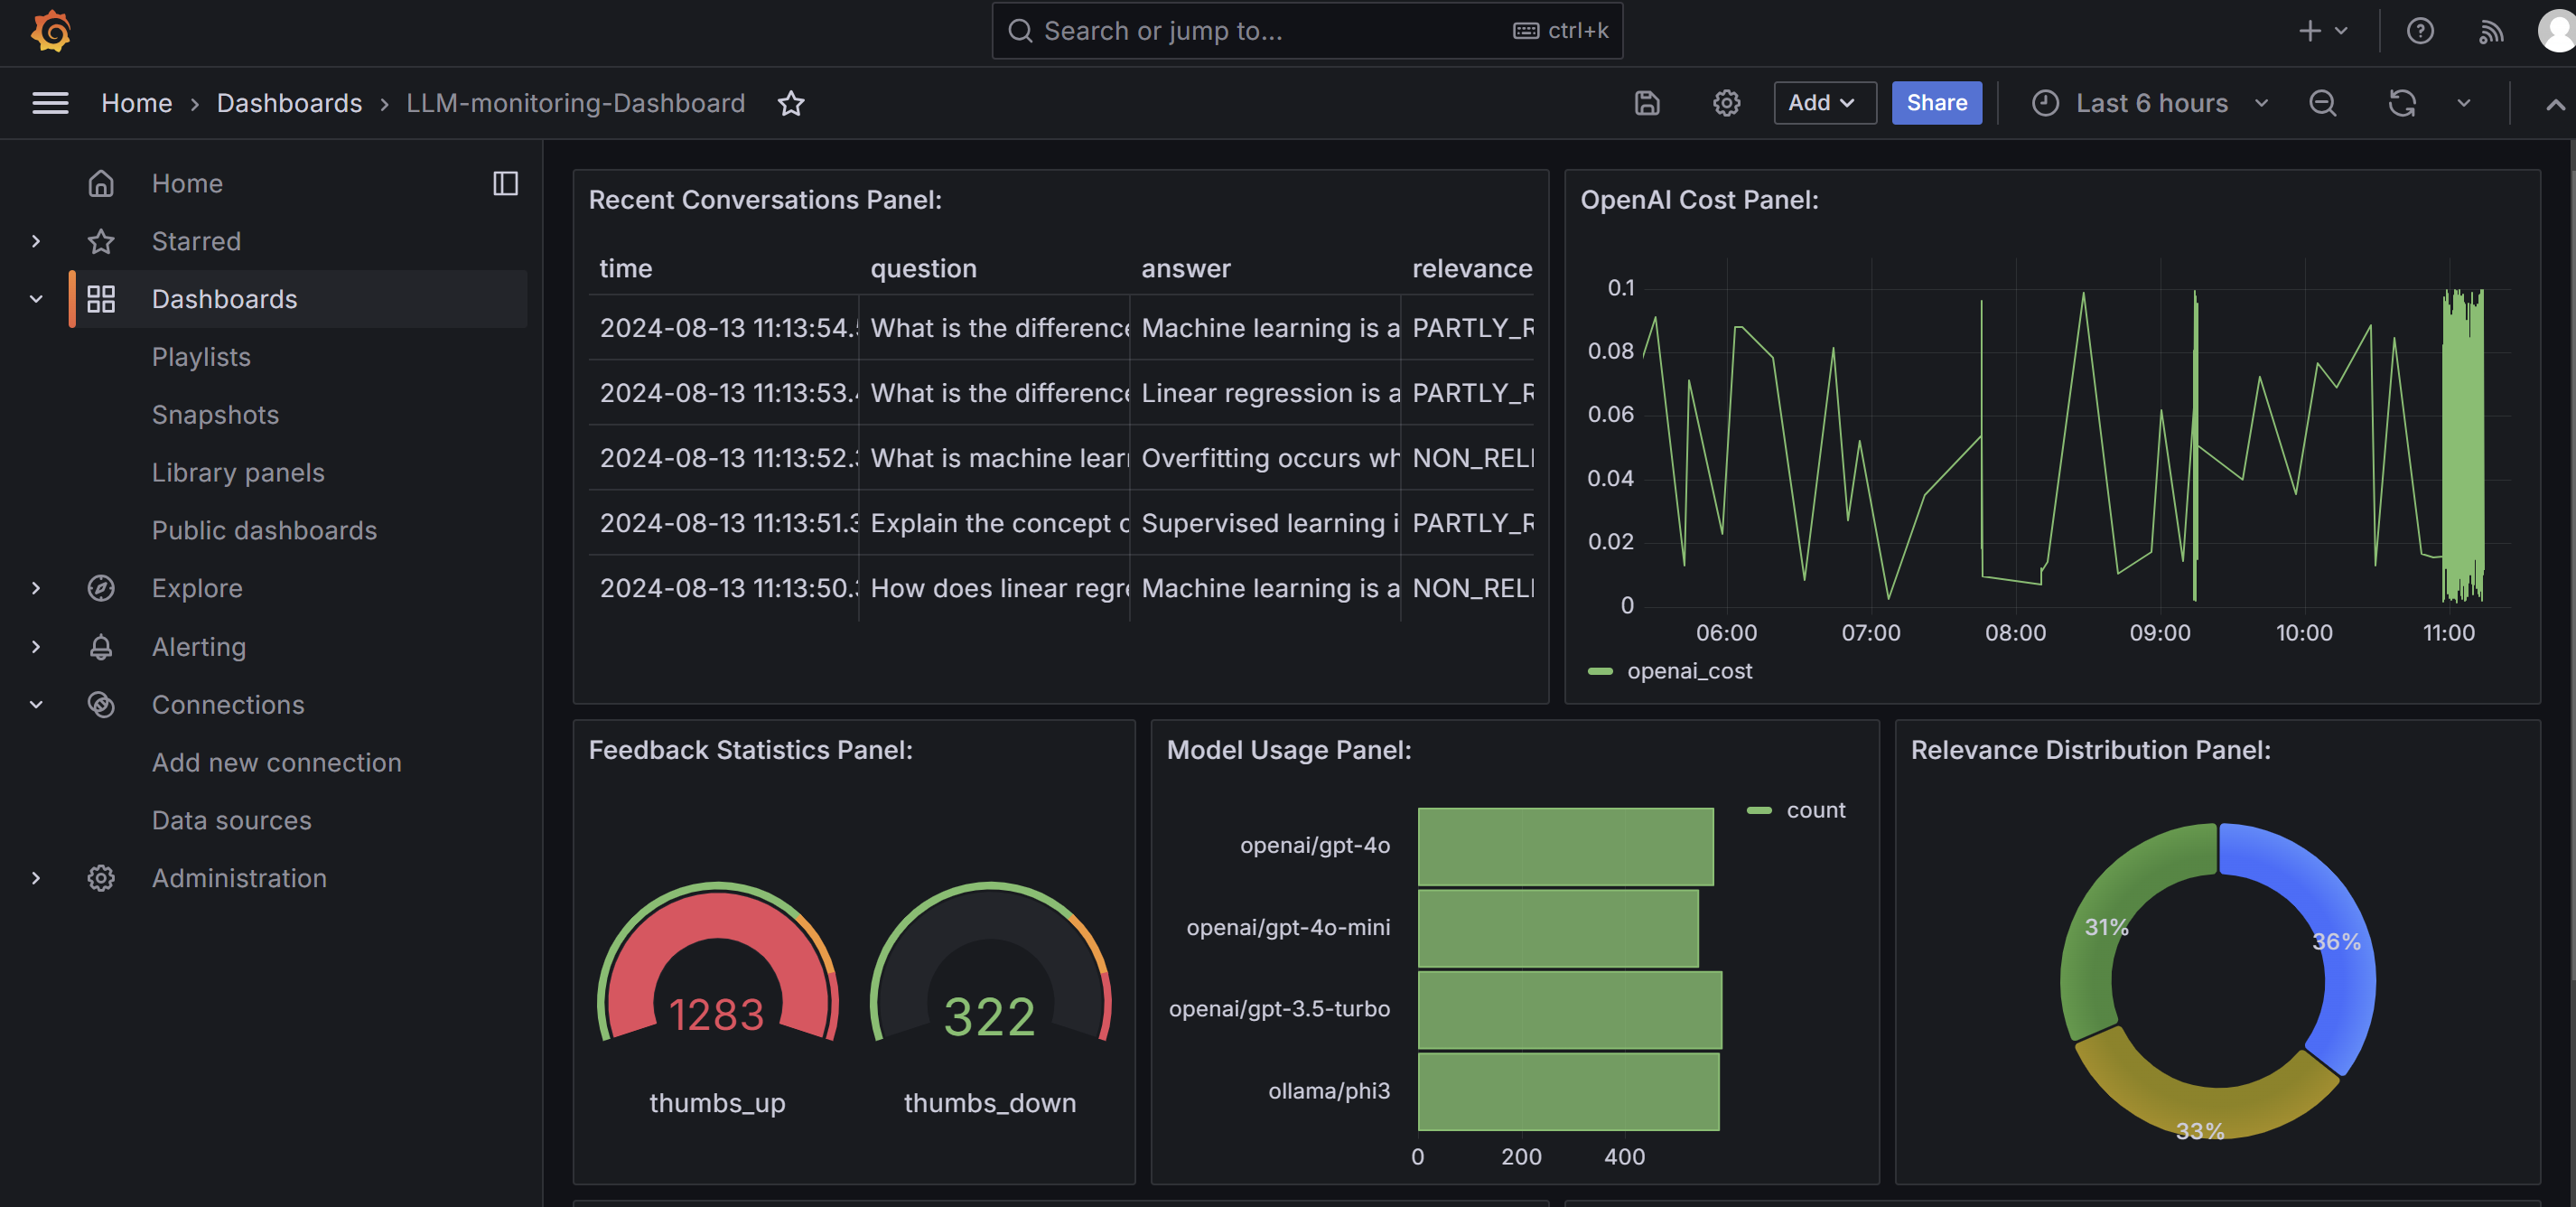 Search or jump to... ctrl+k
Home › Dashboards › LLM-monitoring-Dashboard Add Share Last 6 hours
Home
Starred
Dashboards
Playlists
Snapshots
Library panels
Public dashboards
Explore
Alerting
Connections
Add new connection
Data sources
Administration
Recent Conversations Panel:
time question answer relevance
2024-08-13 11:13:54. What is the difference Machine learning is a PARTLY_R
2024-08-13 11:13:53. What is the difference Linear regression is a PARTLY_R
2024-08-13 11:13:52. What is machine lear Overfitting occurs wh NON_REL
2024-08-13 11:13:51.3 Explain the concept o Supervised learning i PARTLY_R
2024-08-13 11:13:50. How does linear regre Machine learning is a NON_REL
OpenAI Cost Panel:
0.1
0.08
0.06
0.04
0.02
0
06:00 07:00 08:00 09:00 10:00 11:00
openai_cost
Feedback Statistics Panel:
1283 322
thumbs_up thumbs_down
Model Usage Panel:
count
openai/gpt-4o
openai/gpt-4o-mini
openai/gpt-3.5-turbo
ollama/phi3
0 200 400
Relevance Distribution Panel:
31%
36%
33%